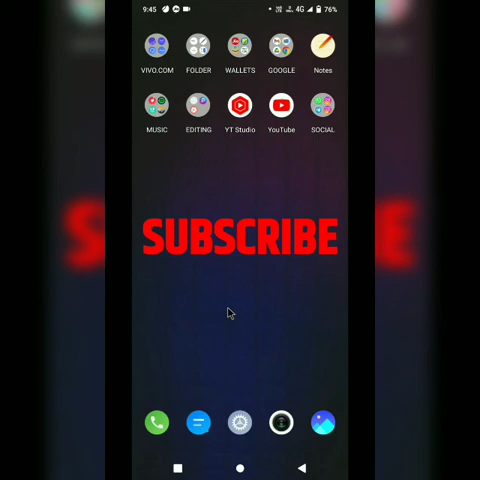 9:45 4G 76%
VIVO.COM FOLDER WALLETS GOOGLE Notes
MUSIC EDITING YT Studio YouTube SOCIAL
SUBSCRIBE